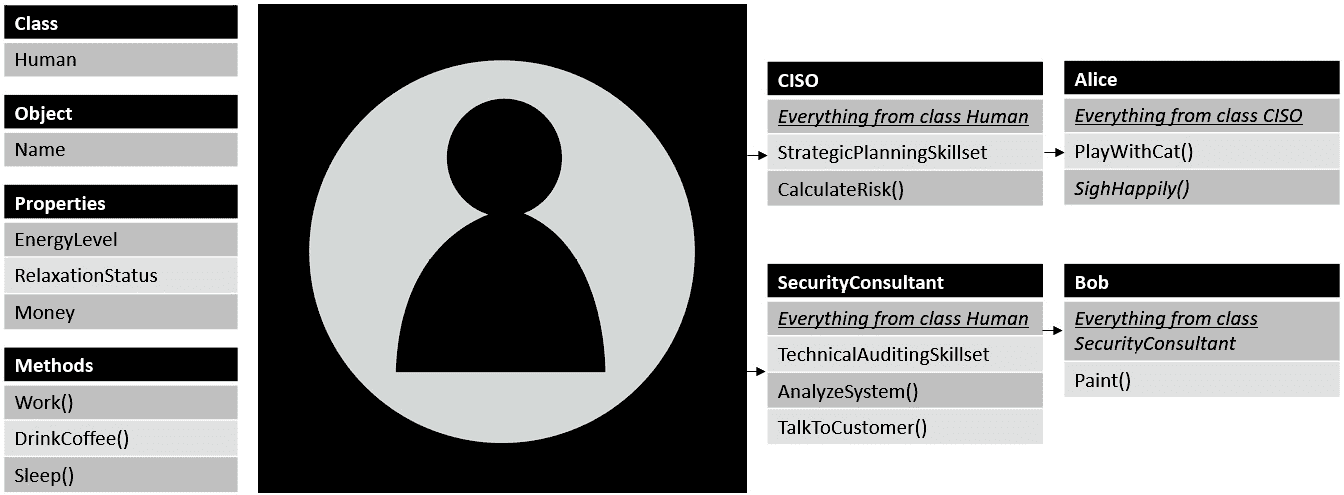 Class
Human
Object
Name
Properties
EnergyLevel
RelaxationStatus
Money
Methods
Work()
DrinkCoffee()
Sleep()
CISO
Everything from class Human
StrategicPlanningSkillset
CalculateRisk()
Alice
Everything from class CISO
PlayWithCat()
SighHappily()
SecurityConsultant
Everything from class Human
TechnicalAuditingSkillset
AnalyzeSystem()
TalkToCustomer()
Bob
Everything from class
SecurityConsultant
Paint()